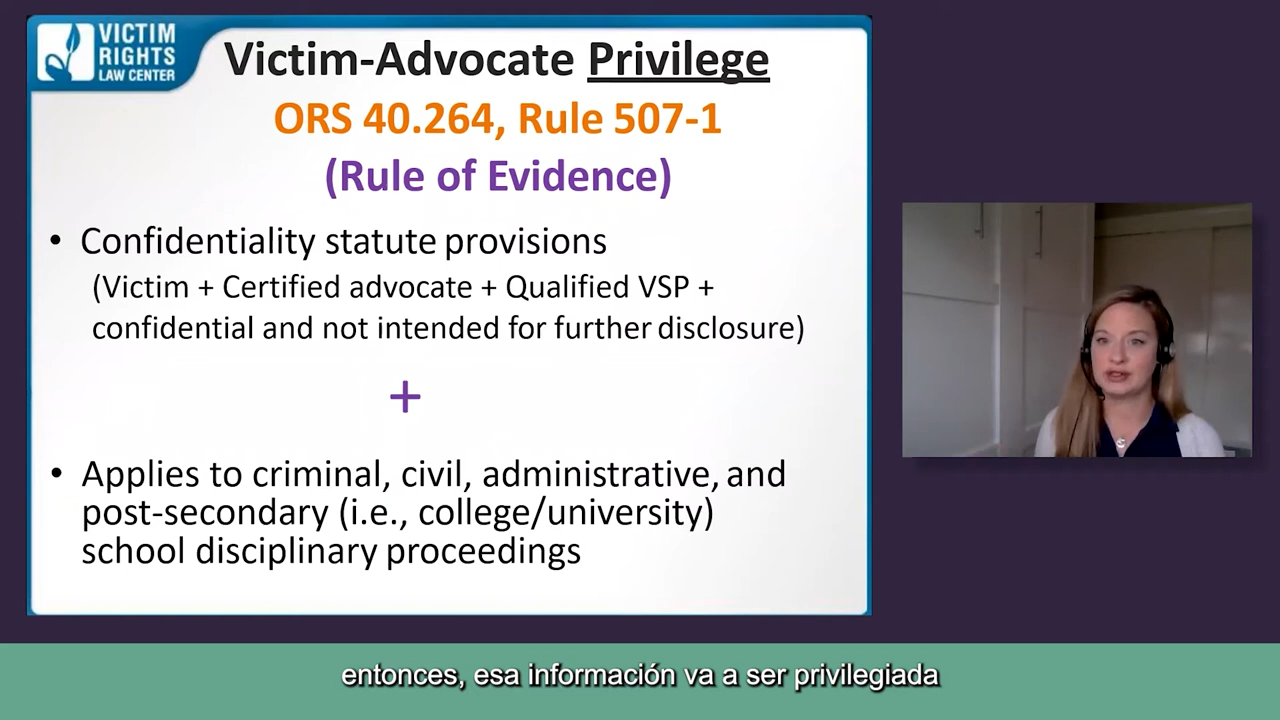 VICTIM
RIGHTS
LAW CENTER
Victim-Advocate Privilege
ORS 40.264, Rule 507-1
(Rule of Evidence)
• Confidentiality statute provisions
(Victim + Certified advocate + Qualified VSP +
confidential and not intended for further disclosure)
+
• Applies to criminal, civil, administrative, and
post-secondary (i.e., college/university)
school disciplinary proceedings
entonces, esa información va a ser privilegiada